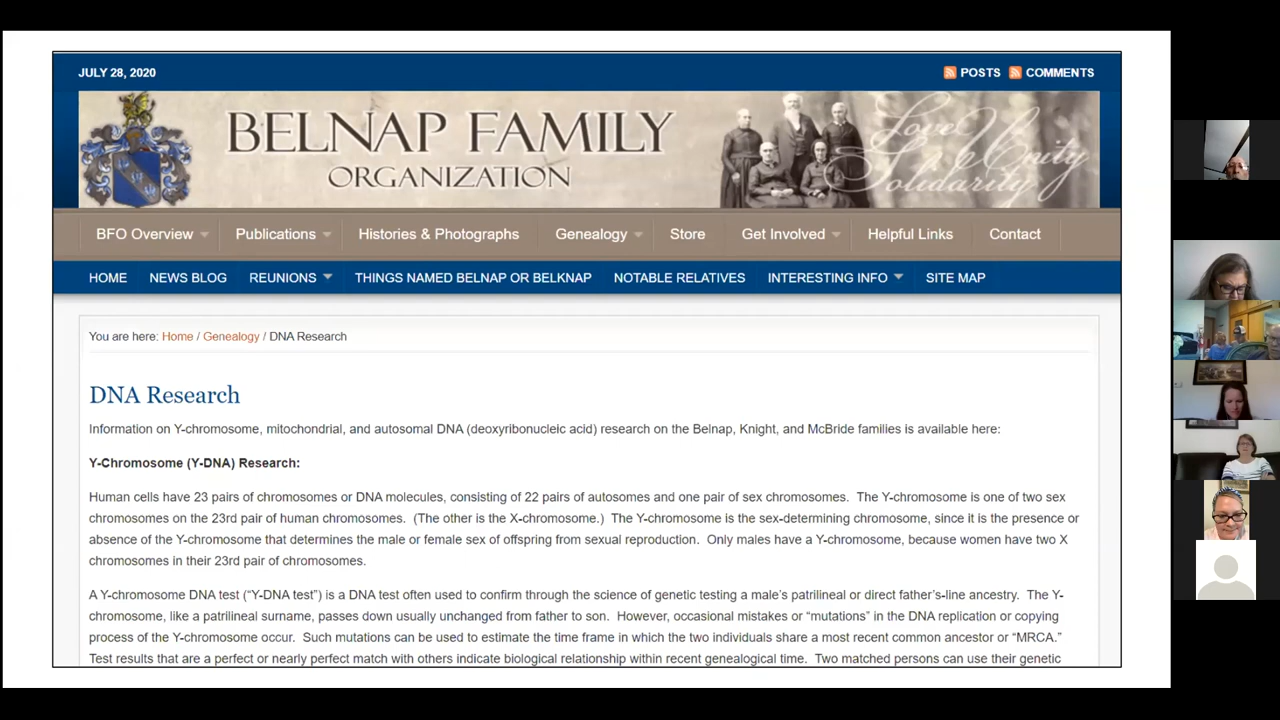 JULY 28, 2020
POSTS COMMENTS
BELNAP FAMILY
ORGANIZATION
Love
Unity
Solidarity
BFO Overview Publications Histories & Photographs Genealogy Store Get Involved Helpful Links Contact
HOME NEWS BLOG REUNIONS THINGS NAMED BELNAP OR BELKNAP NOTABLE RELATIVES INTERESTING INFO SITE MAP
You are here: Home / Genealogy / DNA Research
DNA Research
Information on Y-chromosome, mitochondrial, and autosomal DNA (deoxyribonucleic acid) research on the Belnap, Knight, and McBride families is available here:
Y-Chromosome (Y-DNA) Research:
Human cells have 23 pairs of chromosomes or DNA molecules, consisting of 22 pairs of autosomes and one pair of sex chromosomes. The Y-chromosome is one of two sex
chromosomes on the 23rd pair of human chromosomes. (The other is the X-chromosome.) The Y-chromosome is the sex-determining chromosome, since it is the presence or
absence of the Y-chromosome that determines the male or female sex of offspring from sexual reproduction. Only males have a Y-chromosome, because women have two X
chromosomes in their 23rd pair of chromosomes.
A Y-chromosome DNA test (“Y-DNA test”) is a DNA test often used to confirm through the science of genetic testing a male’s patrilineal or direct father’s-line ancestry. The Y-
chromosome, like a patrilineal surname, passes down usually unchanged from father to son. However, occasional mistakes or “mutations” in the DNA replication or copying
process of the Y-chromosome occur. Such mutations can be used to estimate the time frame in which the two individuals share a most recent common ancestor or “MRCA.”
Test results that are a perfect or nearly perfect match with others indicate biological relationship within recent genealogical time. Two matched persons can use their genetic